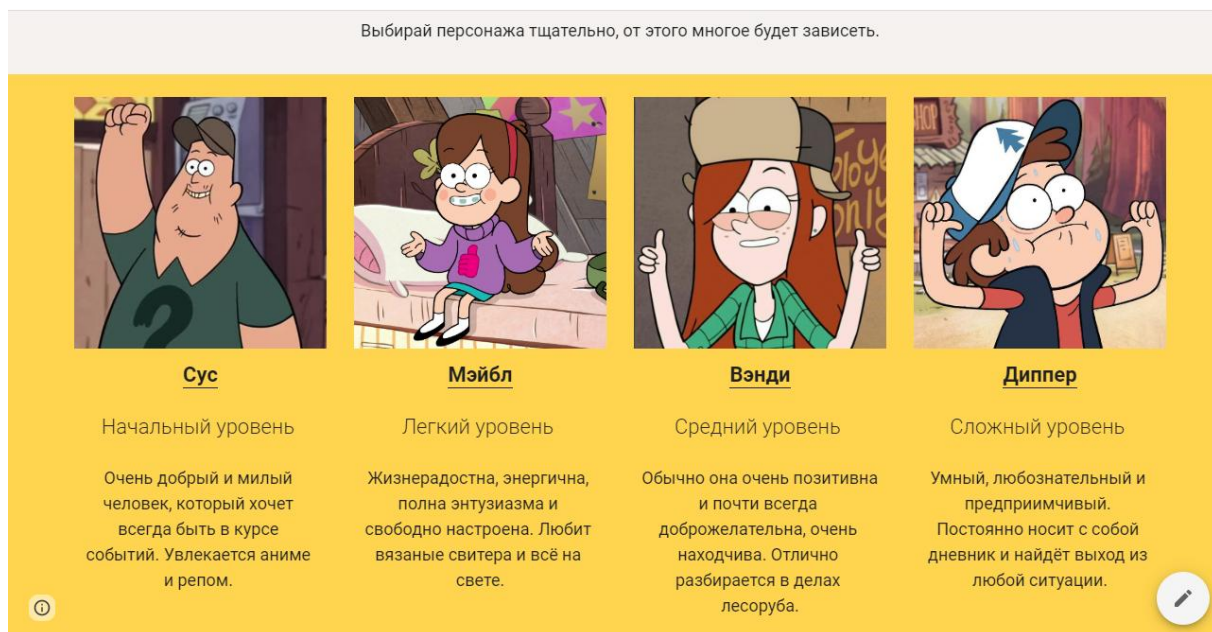 Выбирай персонажа тщательно, от этого многое будет зависеть.
Сус
Начальный уровень
Очень добрый и милый
человек, который хочет
всегда быть в курсе
событий. Увлекается аниме
и репом.
Мэйбл
Легкий уровень
Жизнерадостна, энергична,
полна энтузиазма и
свободно настроена. Любит
вязаные свитера и всё на
свете.
Вэнди
Средний уровень
Обычно она очень позитивна
и почти всегда
доброжелательна, очень
находчива. Отлично
разбирается в делах
лесоруба.
Диппер
Сложный уровень
Умный, любознательный и
предприимчивый.
Постоянно носит с собой
дневник и найдёт выход из
любой ситуации.